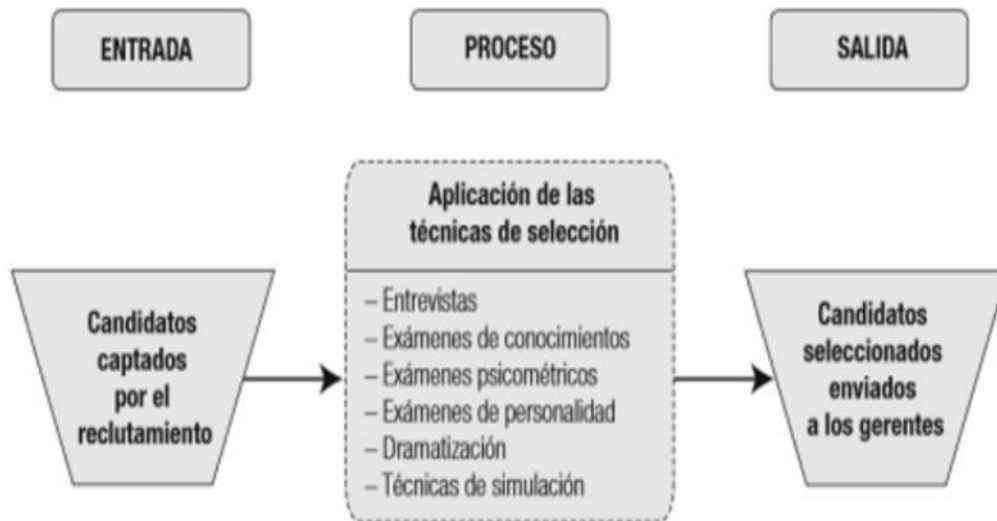 ENTRADA
PROCESO
SALIDA
Candidatos
captados
por el
reclutamiento
Aplicación de las
técnicas de selección
– Entrevistas
– Exámenes de conocimientos
– Exámenes psicométricos
– Exámenes de personalidad
– Dramatización
– Técnicas de simulación
Candidatos
seleccionados
enviados
a los gerentes